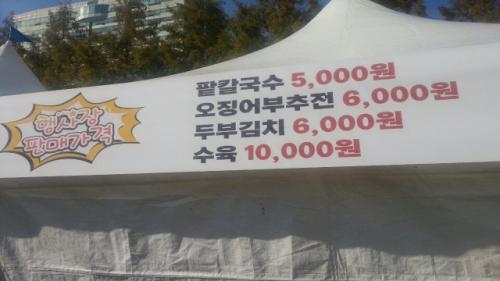 행사장
판매가격
팥칼국수 5,000원
오징어부추전 6,000원
두부김치 6,000원
수육 10,000원